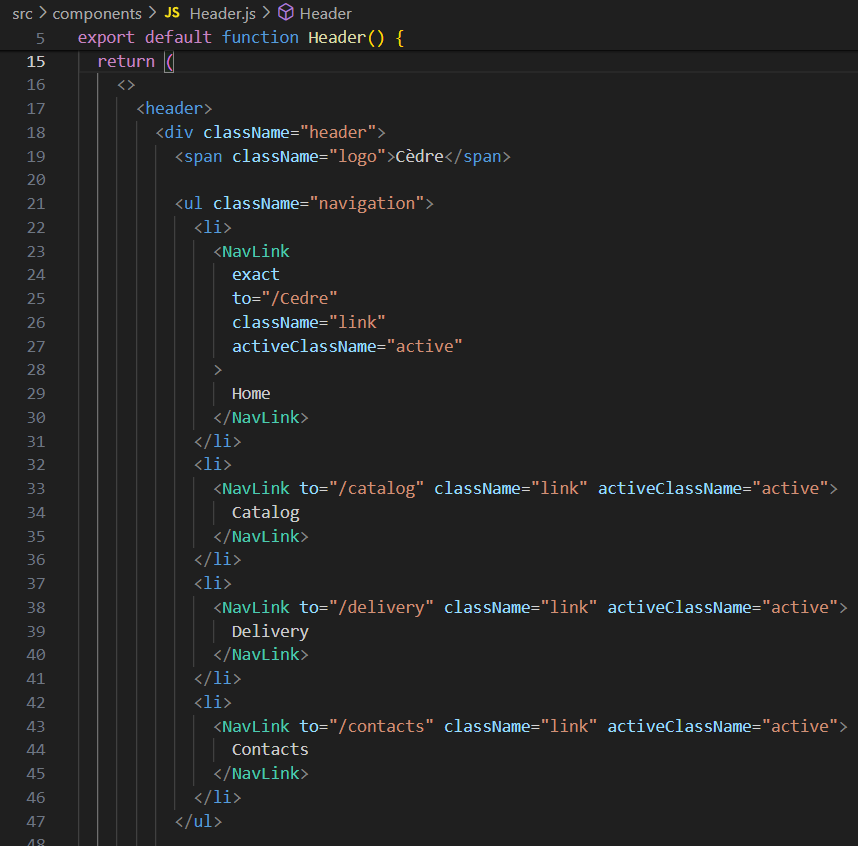 src > components > JS Header.js > Header
5 export default function Header() {
15 return (
16 <>
17 <header>
18 <div className="header">
19 <span className="logo">Cèdre</span>
20
21 <ul className="navigation">
22 <li>
23 <NavLink
24 exact
25 to="/Cedre"
26 className="link"
27 activeClassName="active"
28 >
29 Home
30 </NavLink>
31 </li>
32 <li>
33 <NavLink to="/catalog" className="link" activeClassName="active">
34 Catalog
35 </NavLink>
36 </li>
37 <li>
38 <NavLink to="/delivery" className="link" activeClassName="active">
39 Delivery
40 </NavLink>
41 </li>
42 <li>
43 <NavLink to="/contacts" className="link" activeClassName="active">
44 Contacts
45 </NavLink>
46 </li>
47 </ul>
48